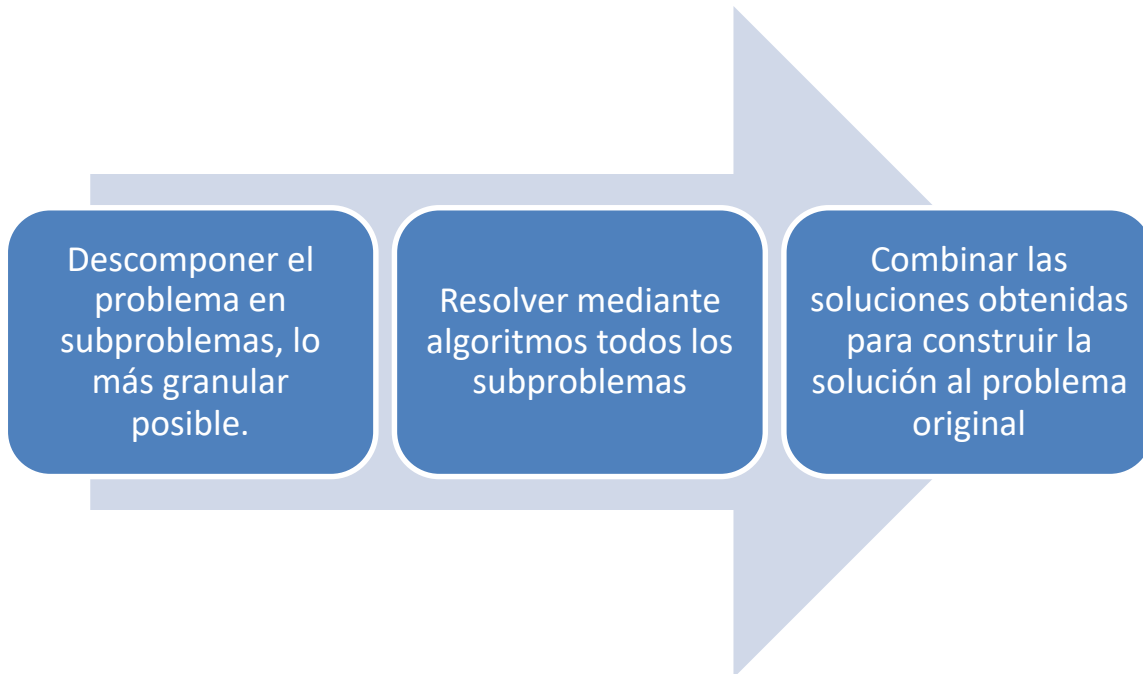 Descomponer el
problema en
subproblemas, lo
más granular
posible.
Resolver mediante
algoritmos todos los
subproblemas
Combinar las
soluciones obtenidas
para construir la
solución al problema
original